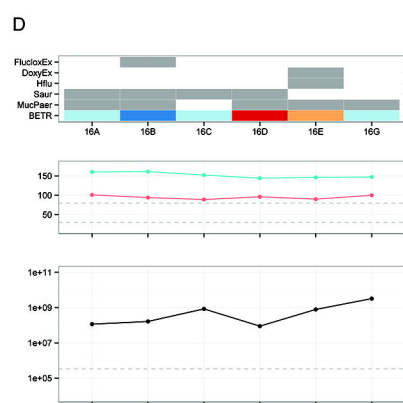 D
FlucloxEx
DoxyEx
Hflu
Saur
MucPaer
BETR
16A 16B 16C 16D 16E 16G
150
100
50
1e+11
1e+09
1e+07
1e+05